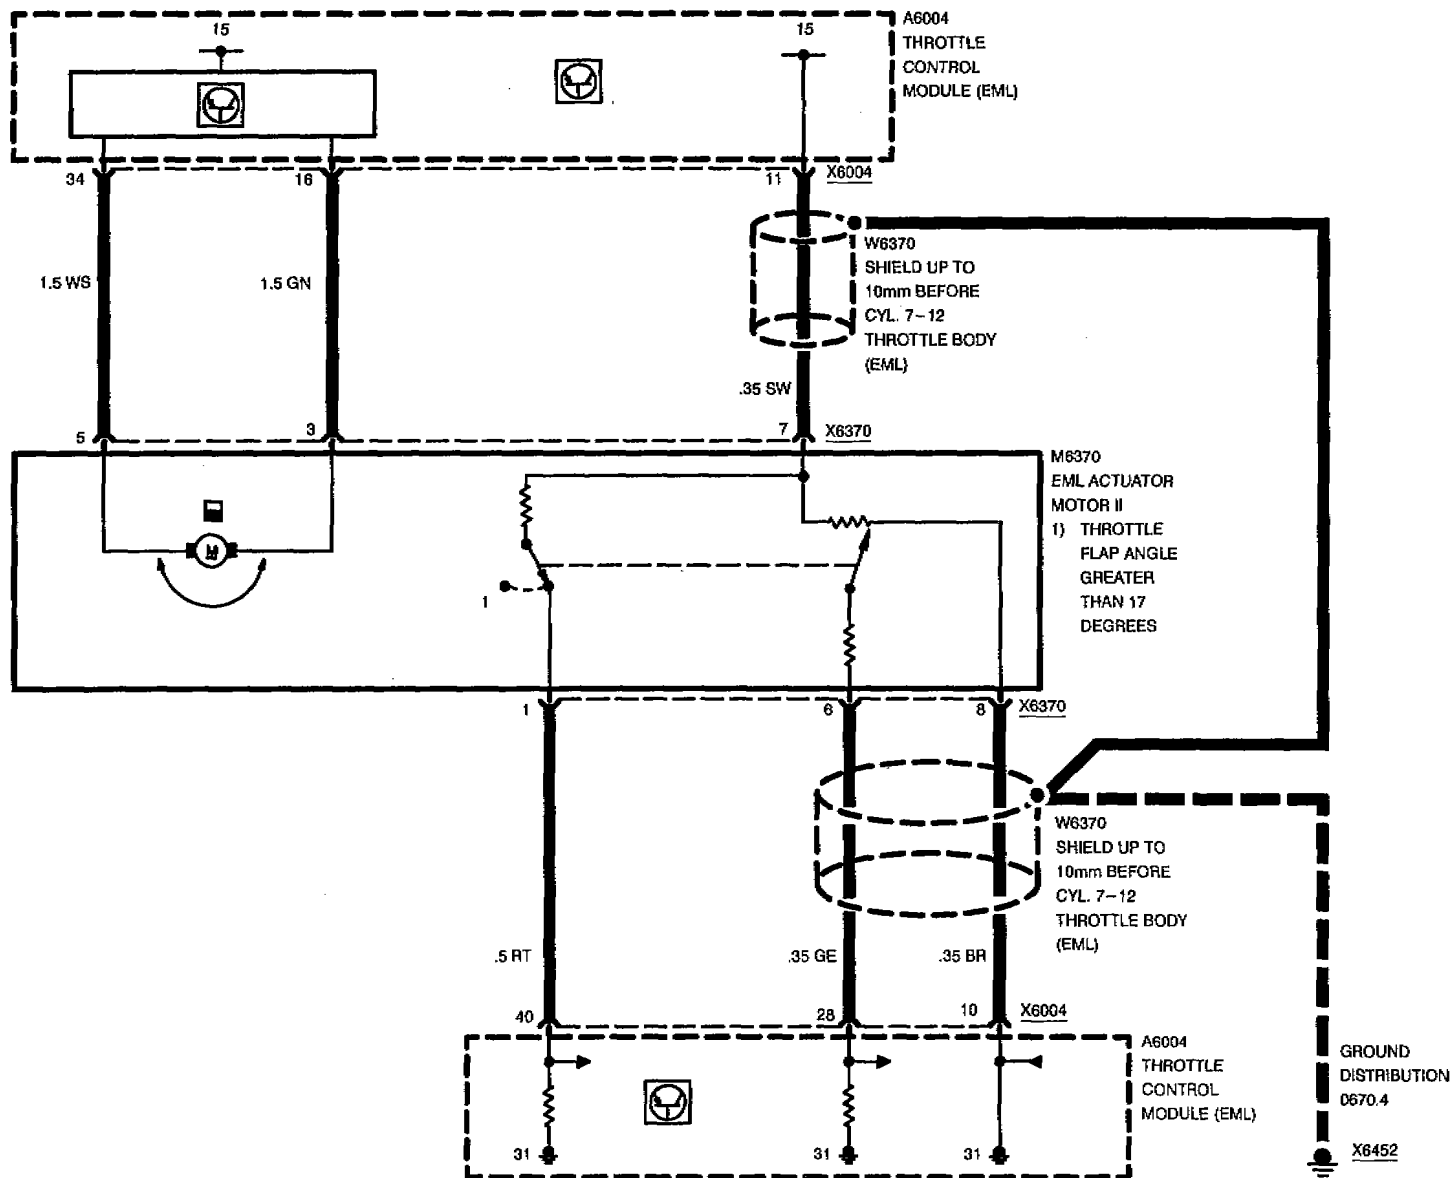 15
15
A6004
THROTTLE
CONTROL
MODULE (EML)
34
16
11
X6004
W6370
SHIELD UP TO
10mm BEFORE
CYL. 7-12
THROTTLE BODY
(EML)
1.5 WS
1.5 GN
.35 SW
5
3
7
X6370
M6370
EML ACTUATOR
MOTOR II
1) THROTTLE
FLAP ANGLE
GREATER
THAN 17
DEGREES
M
1
1
6
8
X6370
W6370
SHIELD UP TO
10mm BEFORE
CYL. 7-12
THROTTLE BODY
(EML)
.5 RT
.35 GE
.35 BR
40
28
10
X6004
A6004
THROTTLE
CONTROL
MODULE (EML)
31
31
31
GROUND
DISTRIBUTION
0670.4
X6452